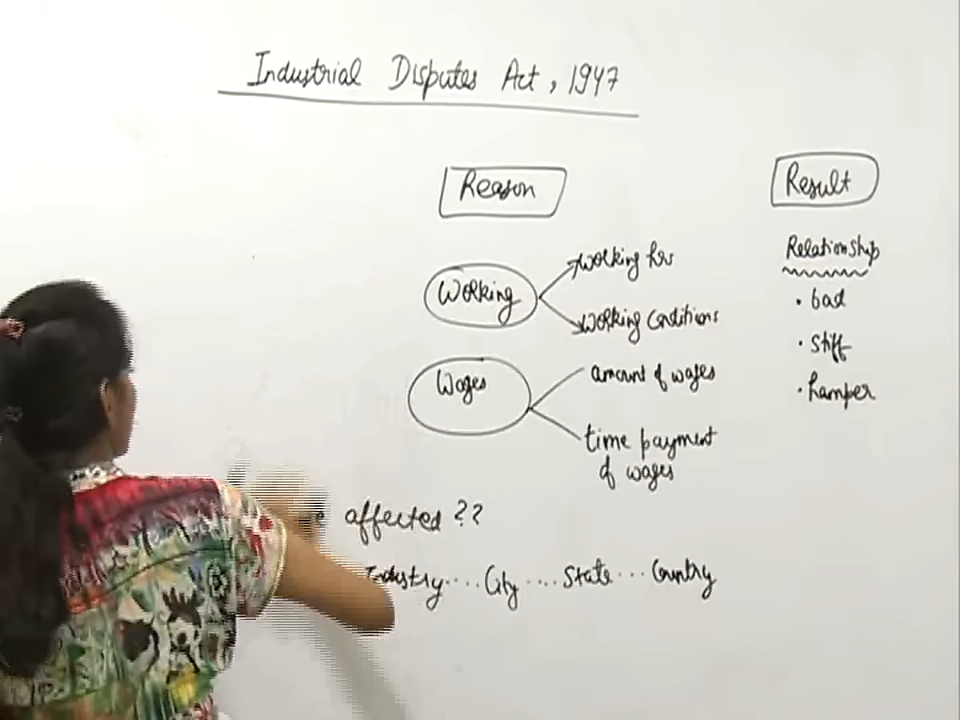 Industrial Disputes Act, 1947
Reason
Result
Working
working hrs
working conditions
Wages
amount of wages
time payment
of wages
Relationship
• bad
• stiff
• hamper
affected ??
Industry .... City .... State ... Country